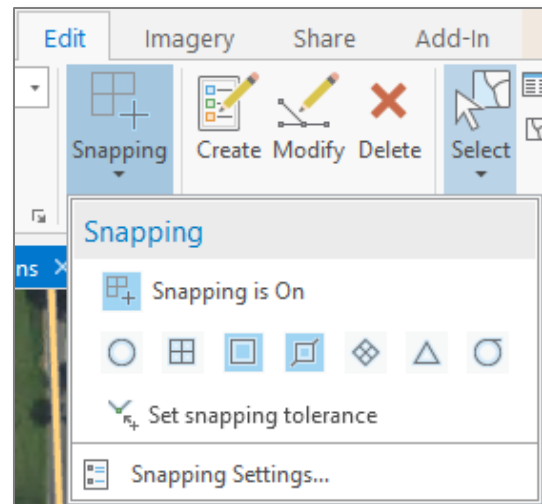 Edit Imagery Share Add-In
Snapping Create Modify Delete Select
ns
Snapping
Snapping is On
Set snapping tolerance
Snapping Settings...